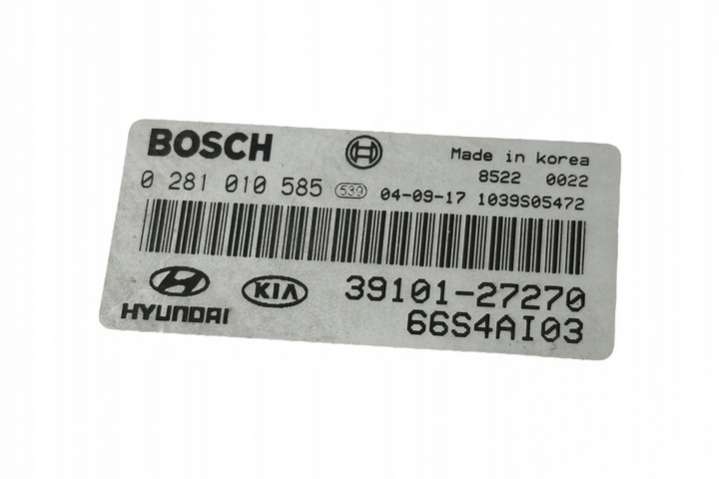 BOSCH
Made in korea
8522 0022
0 281 010 585 539 04-09-17 1039S05472
HYUNDAI KIA 39101-27270
66S4AI03